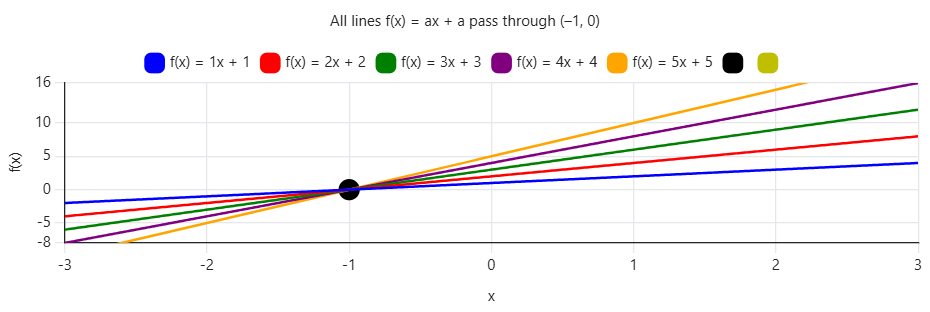 All lines f(x) = ax + a pass through (–1, 0)
f(x) = 1x + 1 f(x) = 2x + 2 f(x) = 3x + 3 f(x) = 4x + 4 f(x) = 5x + 5
16
10
5
0
-5
-8
f(x)
-3 -2 -1 0 1 2 3
x